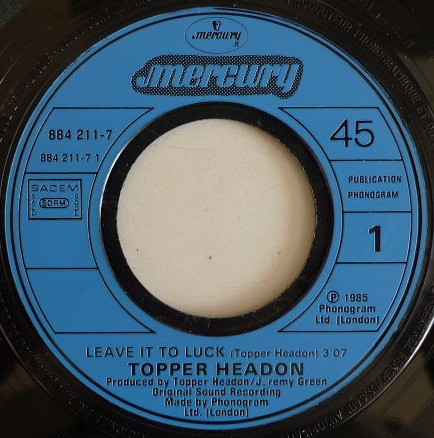 mercury
mercury
884 211-7
45
884 211-7 1
SACEM
SDRM
PUBLICATION
PHONOGRAM
1
℗ 1985
Phonogram
Ltd. (London)
LEAVE IT TO LUCK (Topper Headon) 3'07
TOPPER HEADON
Produced by Topper Headon/J. remy Green
Original Sound Recording
Made by Phonogram
Ltd. (London)